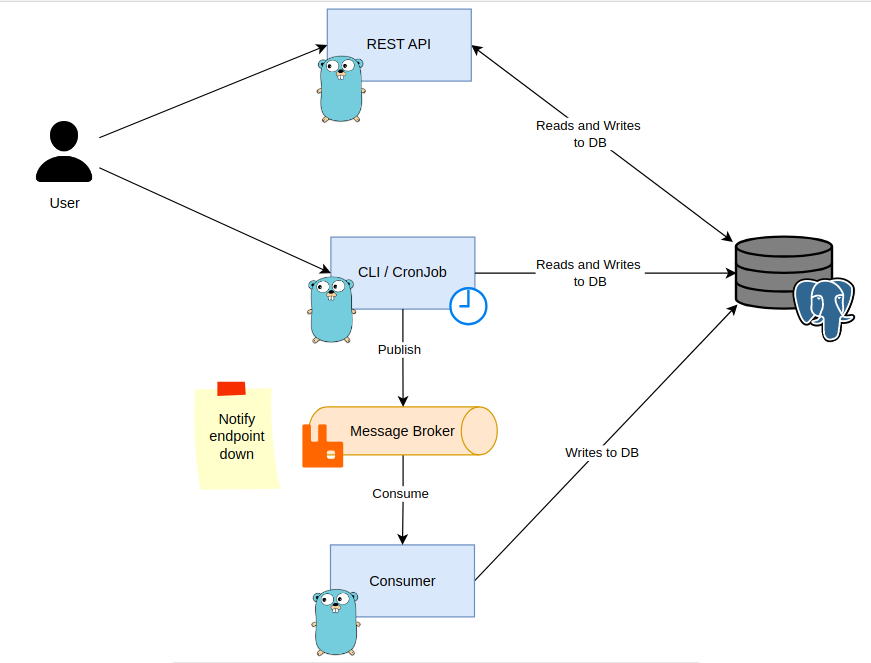 REST API
Reads and Writes
to DB
User
CLI / CronJob
Reads and Writes
to DB
Publish
Notify
endpoint
down
Message Broker
Writes to DB
Consume
Consumer